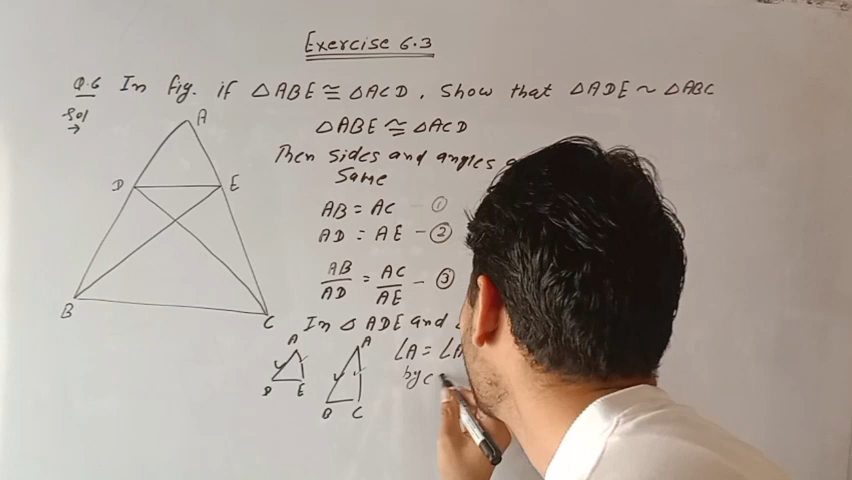 Exercise 6.3
Q.6 In fig. if △ABE ≅ △ACD, Show that △ADE ~ △ABC
Sol →
△ABE ≅ △ACD
Then sides and angles
Same
AB = AC - ①
AD = AE - ②
AB/AD = AC/AE - ③
In △ ADE and
∠A = ∠A
by c
A
D E
B C
A
D E
A
B C